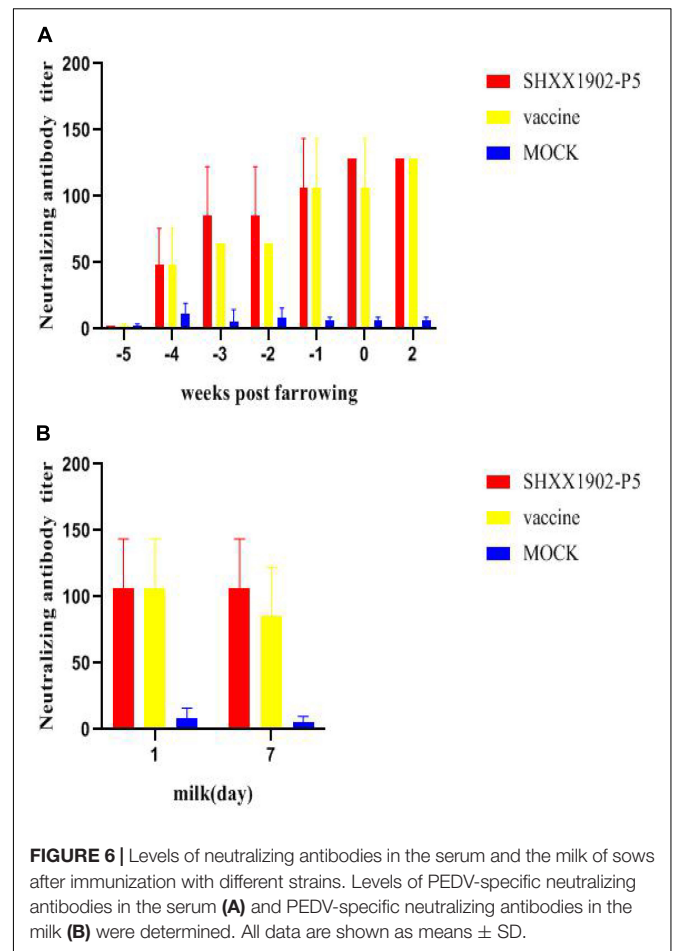 A
200
150
100
50
0
Neutralizing antibody titer
-5 -4 -3 -2 -1 0 2
weeks post farrowing
SHXX1902-P5
vaccine
MOCK
B
200
150
100
50
0
Neutralizing antibody titer
1 7
milk(day)
SHXX1902-P5
vaccine
MOCK
FIGURE 6 | Levels of neutralizing antibodies in the serum and the milk of sows
after immunization with different strains. Levels of PEDV-specific neutralizing
antibodies in the serum (A) and PEDV-specific neutralizing antibodies in the
milk (B) were determined. All data are shown as means ± SD.